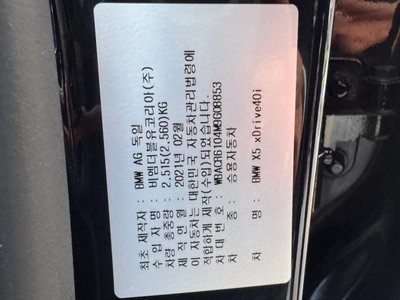 최초 제작자 : BMW AG 독일
수 입 자 명 : 비엠더블유코리아(주)
차량 총중량 : 2,515(2,560)KG
제 작 연 월 : 2021년 02월
이 자동차는 대한민국 자동차관리법령에
적합하게 제작(수입)되었습니다.
차 대 번 호 : WBACR6104M9G08853
차 종 : 승용자동차
차 명 : BMW X5 xDrive40i